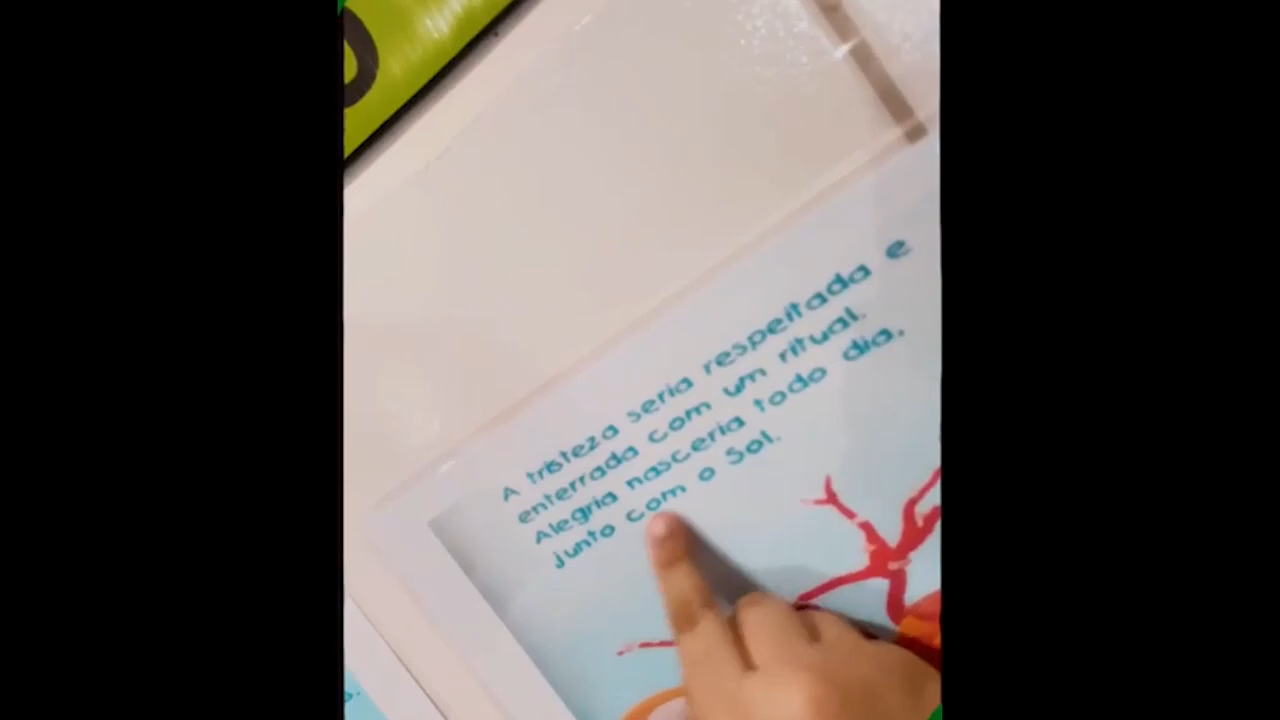 A tristeza seria respeitada e
enterrada com um ritual.
Alegria nasceria todo dia,
junto com o Sol.